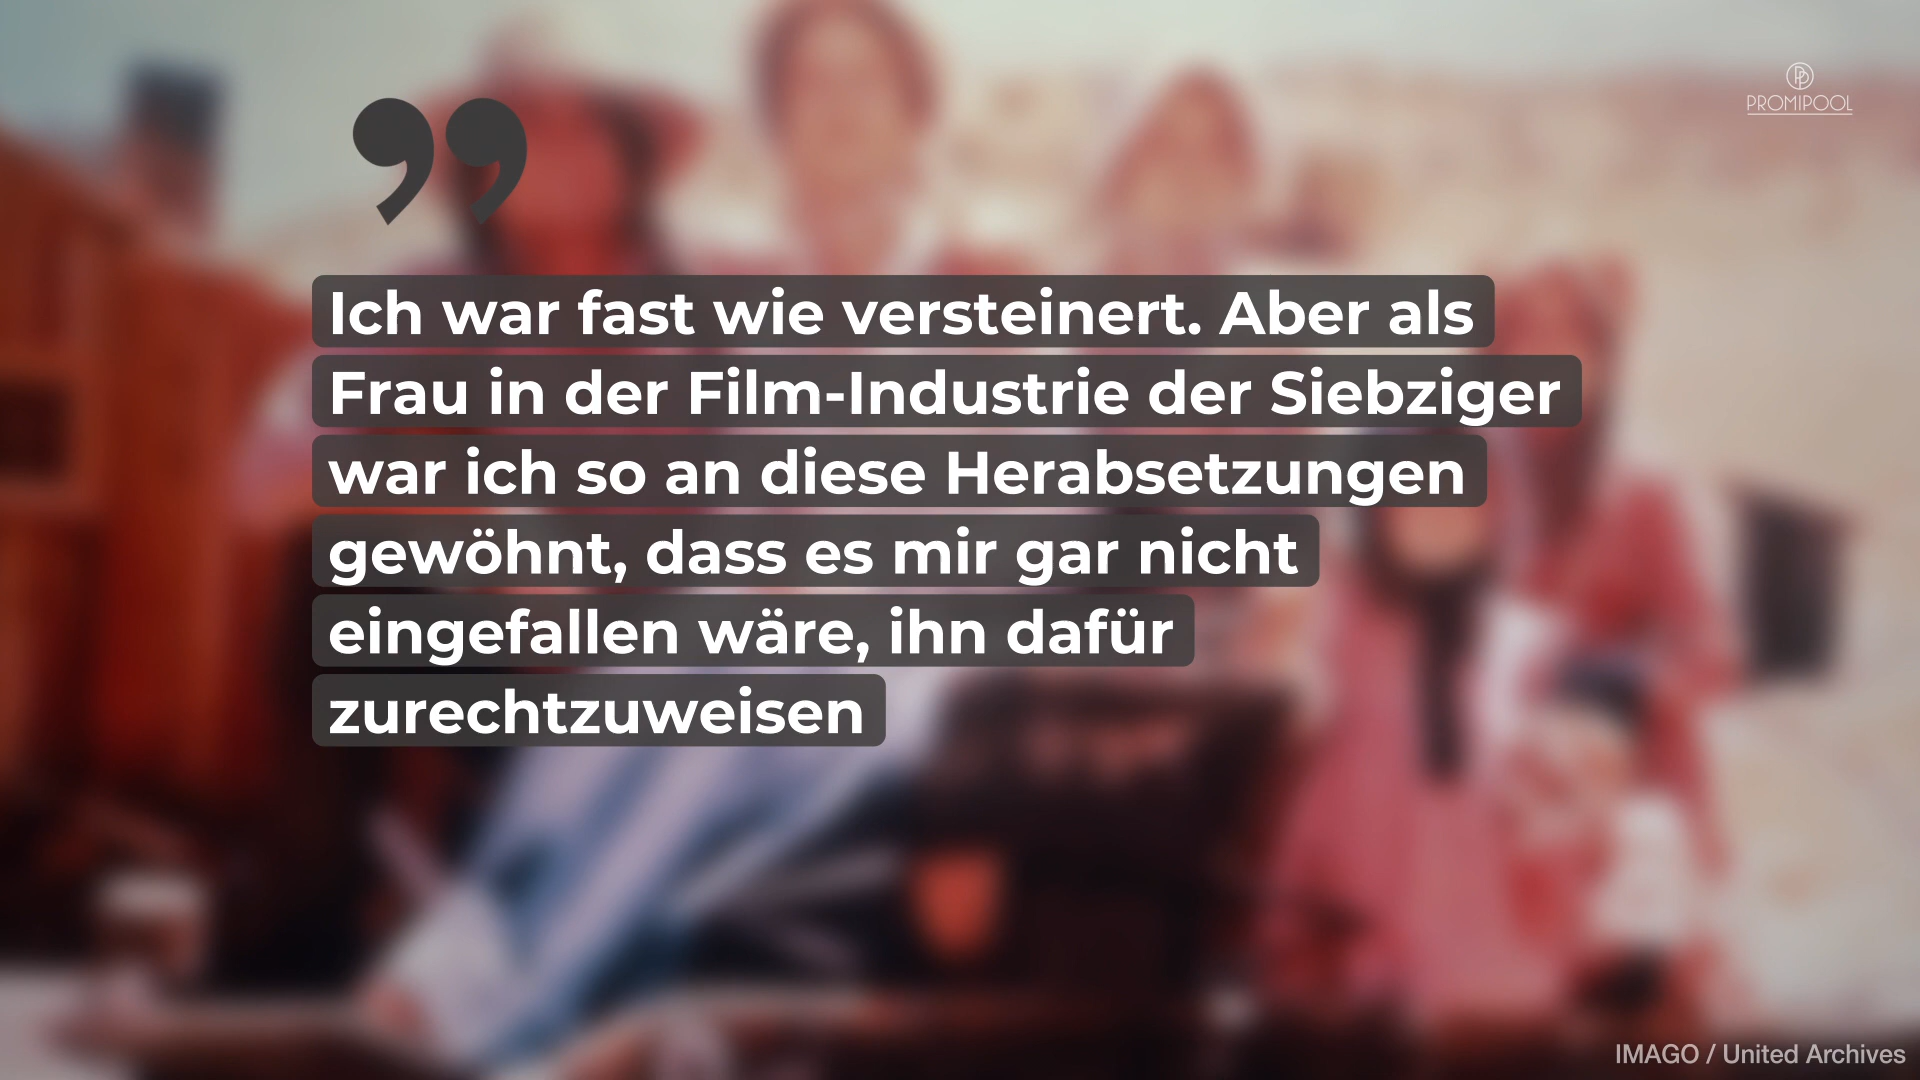 PROMIPOOL
”
Ich war fast wie versteinert. Aber als
Frau in der Film-Industrie der Siebziger
war ich so an diese Herabsetzungen
gewöhnt, dass es mir gar nicht
eingefallen wäre, ihn dafür
zurechtzuweisen
IMAGO / United Archives